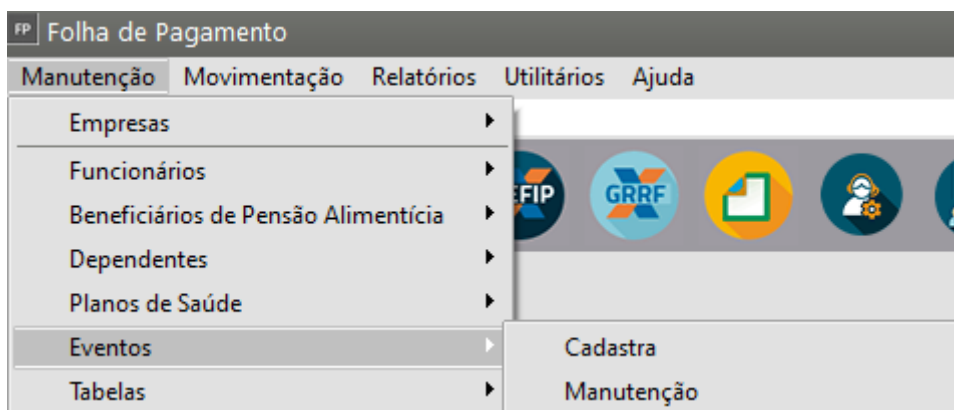 FP Folha de Pagamento
Manutenção Movimentação Relatórios Utilitários Ajuda
Empresas
Funcionários
EFIP GRRF
Beneficiários de Pensão Alimentícia
Dependentes
Planos de Saúde
Eventos
Cadastra
Tabelas
Manutenção